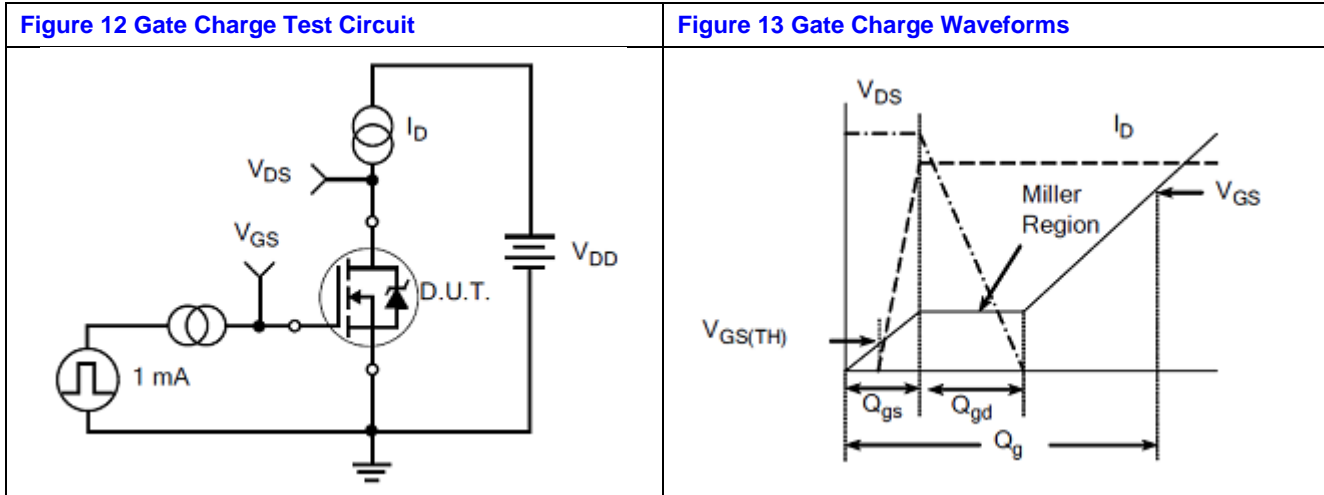 Figure 12 Gate Charge Test Circuit
Figure 13 Gate Charge Waveforms
I_D
V_DS
V_GS
V_DD
D.U.T.
1 mA
V_DS
I_D
Miller
Region
V_GS
V_GS(TH)
Q_gs
Q_gd
Q_g